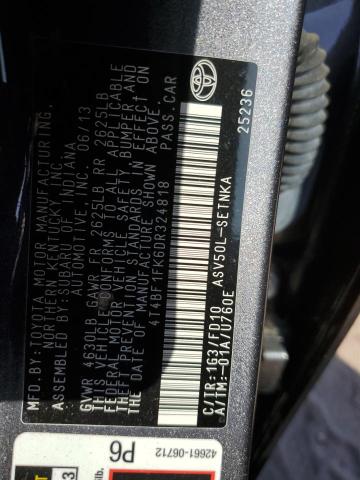 MFD BY: TOYOTA MOTOR MANUFACTURING
NORTHERN KENTUCKY INC.
ASSEMBLED BY: SUBARU OF INDIANA
AUTOMOTIVE, INC. 06/13
GVWR 4630LB GAWR FR 2625LB RR 2625LB
THIS VEHICLE CONFORMS TO ALL APPLICABLE
FEDERAL MOTOR VEHICLE SAFETY, BUMPER, AND
THEFT PREVENTION STANDARDS IN EFFECT ON
THE DATE OF MANUFACTURE SHOWN ABOVE.
4T4BF1FK6DR324818 PASS. CAR
25236
TOYOTA
C/TR:1G3/FD10 ASV50L-SETNKA
A/TM:-01A/U760E
42661-06712
P6
3